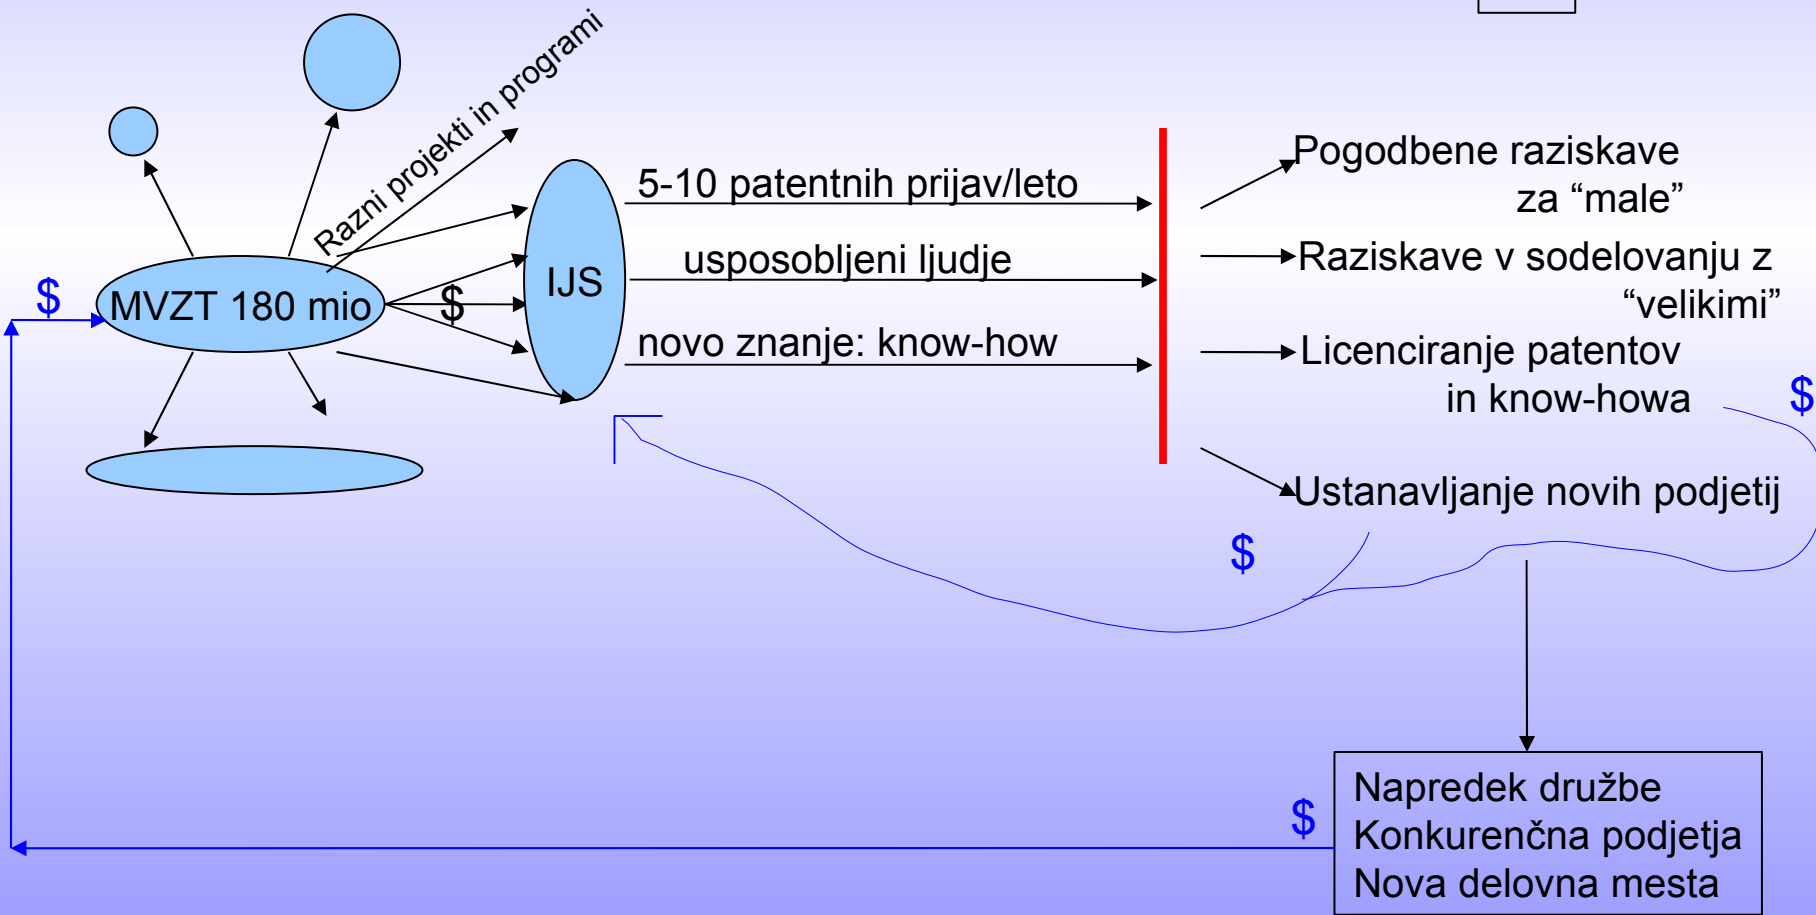 Razni projekti in programi
$
MVZT 180 mio
$
IJS
5-10 patentnih prijav/leto
usposobljeni ljudje
novo znanje: know-how
Pogodbene raziskave
za “male”
Raziskave v sodelovanju z
“velikimi”
Licenciranje patentov
in know-howa
$
Ustanavljanje novih podjetij
$
$
Napredek družbe
Konkurenčna podjetja
Nova delovna mesta